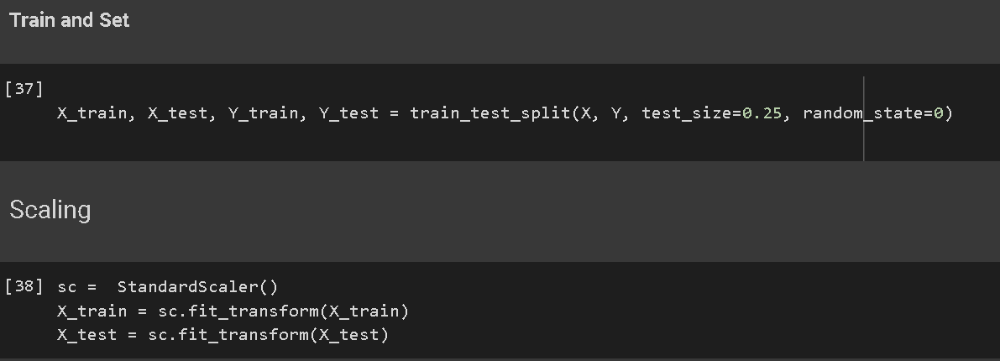 Train and Set
[37]
X_train, X_test, Y_train, Y_test = train_test_split(X, Y, test_size=0.25, random_state=0)
Scaling
[38] sc =  StandardScaler()
X_train = sc.fit_transform(X_train)
X_test = sc.fit_transform(X_test)